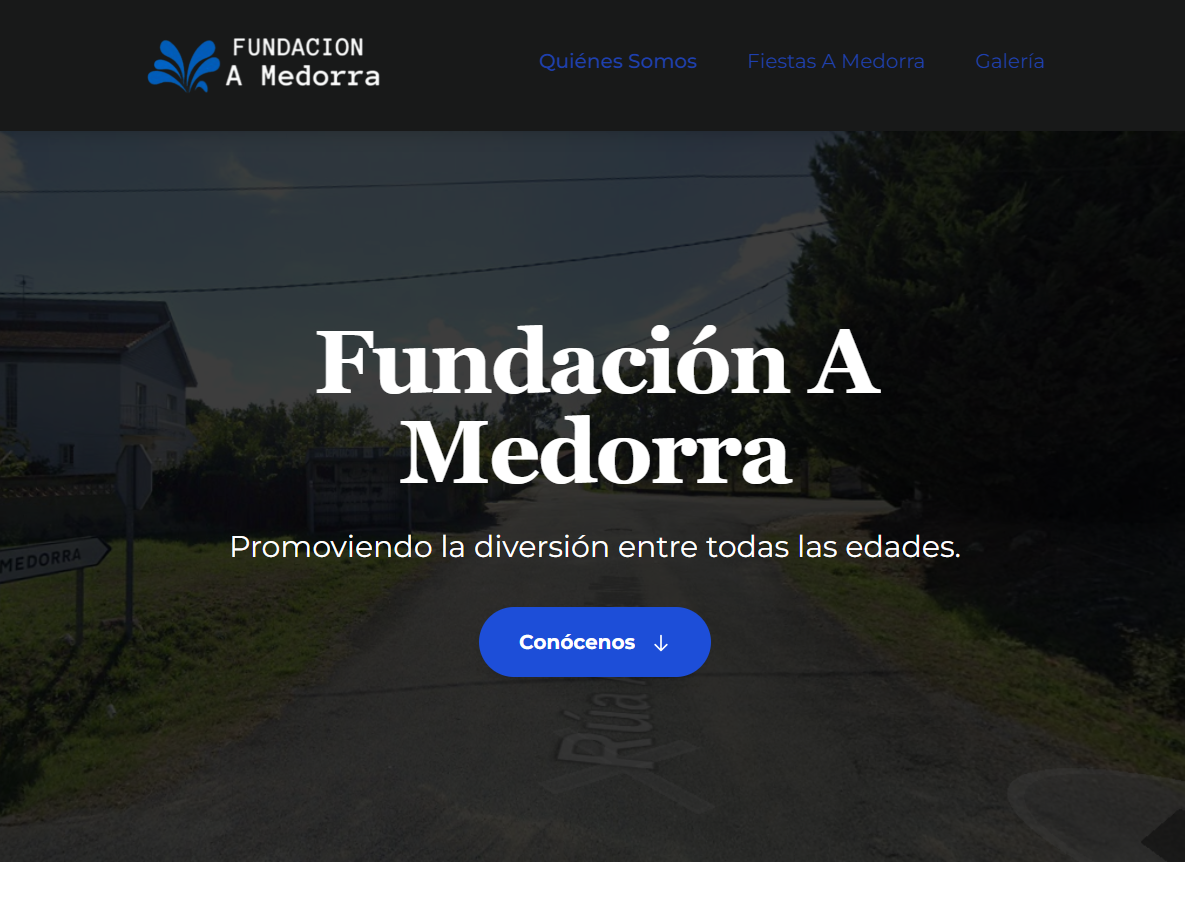 FUNDACION
A Medorra
Quiénes Somos
Fiestas A Medorra
Galería
Fundación A
Medorra
MEDORRA
Promoviendo la diversión entre todas las edades.
Conócenos
Rúa